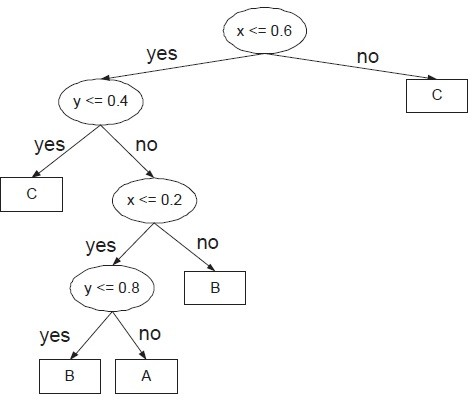 x <= 0.6
yes
no
y <= 0.4
C
yes
no
C
x <= 0.2
yes
no
y <= 0.8
B
yes
no
B
A